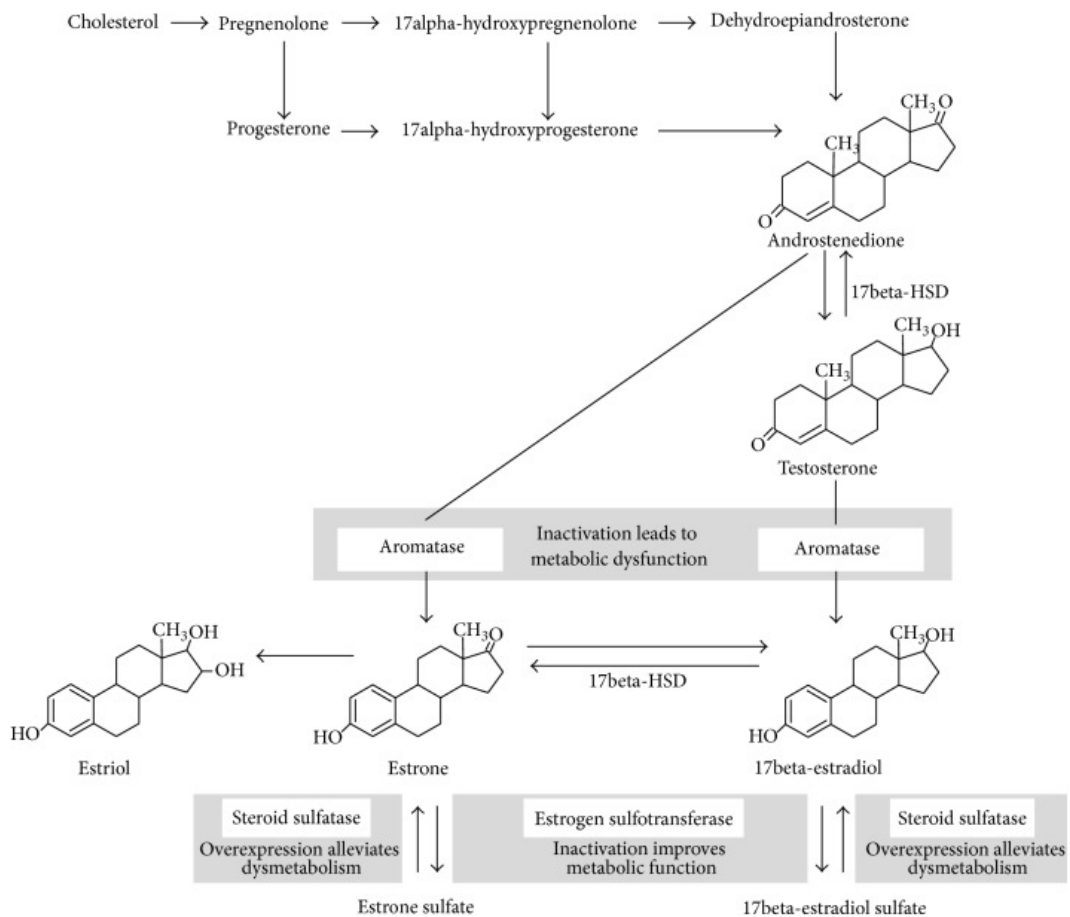 Cholesterol → Pregnenolone → 17alpha-hydroxypregnenolone → Dehydroepiandrosterone
Progesterone → 17alpha-hydroxyprogesterone →
CH₃ O
CH₃
O
Androstenedione
17beta-HSD
CH₃ OH
CH₃
O
Testosterone
Aromatase
Inactivation leads to
metabolic dysfunction
Aromatase
CH₃ OH
OH
HO
Estriol
CH₃ O
HO
Estrone
17beta-HSD
CH₃ OH
HO
17beta-estradiol
Steroid sulfatase
Overexpression alleviates
dysmetabolism
Estrogen sulfotransferase
Inactivation improves
metabolic function
Steroid sulfatase
Overexpression alleviates
dysmetabolism
Estrone sulfate
17beta-estradiol sulfate